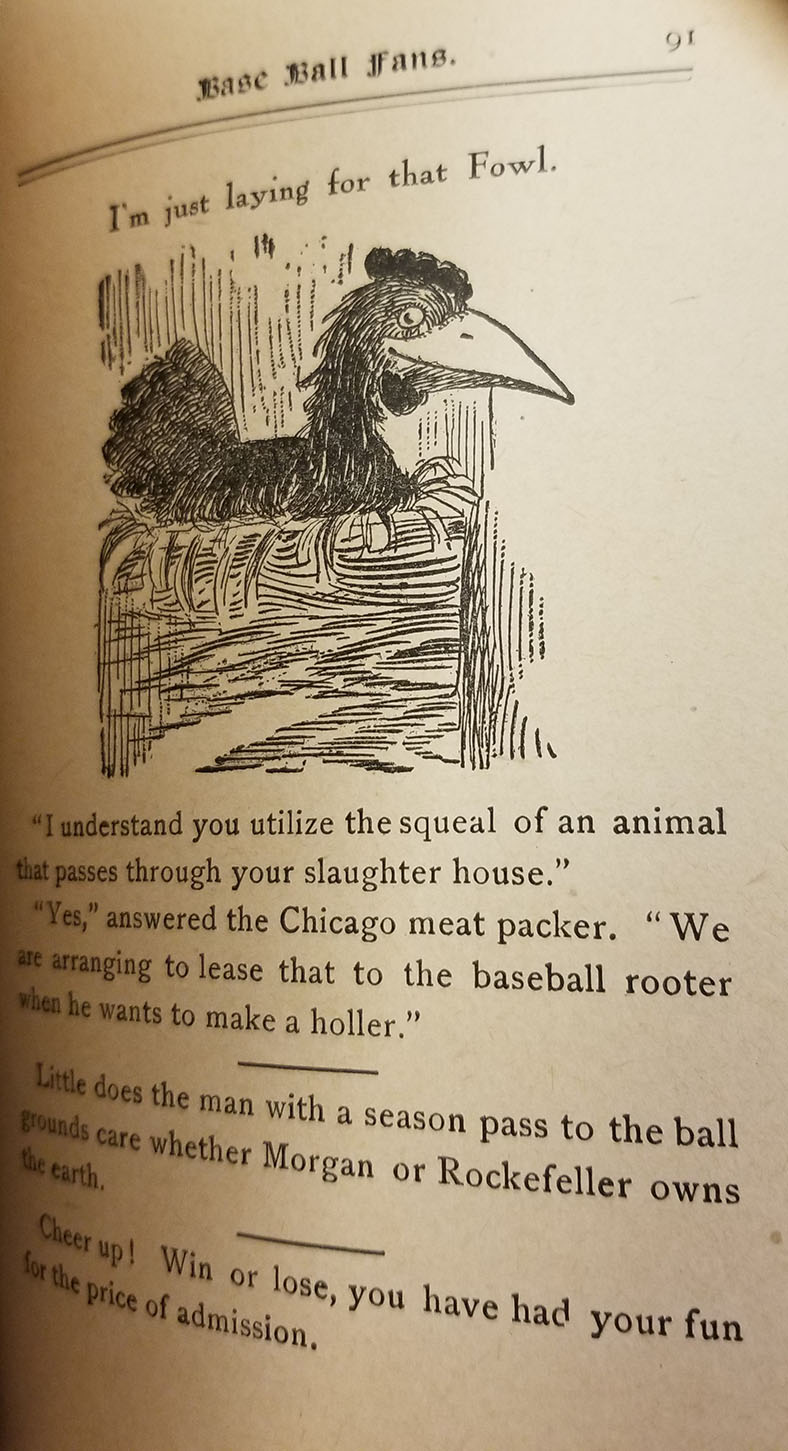 Base Ball Fans.
91
I'm just laying for that Fowl.
"I understand you utilize the squeal of an animal
that passes through your slaughter house."
"Yes," answered the Chicago meat packer. "We
are arranging to lease that to the baseball rooter
when he wants to make a holler."
Little does the man with a season pass to the ball
grounds care whether Morgan or Rockefeller owns
the earth.
Cheer up! Win or lose, you have had your fun
for the price of admission.